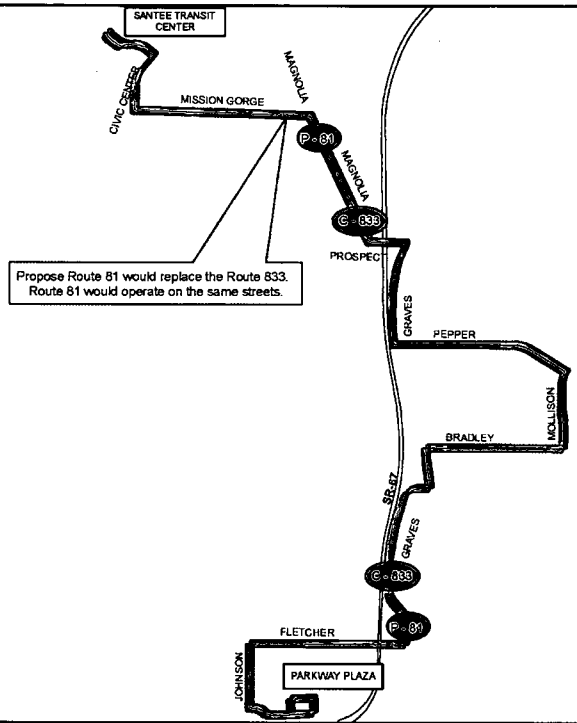 SANTEE TRANSIT
CENTER
CIVIC CENTER
MISSION GORGE
MAGNOLIA
P - 81
MAGNOLIA
C - 833
PROSPEC
Propose Route 81 would replace the Route 833.
Route 81 would operate on the same streets.
GRAVES
PEPPER
MOLLISON
BRADLEY
SR-67
GRAVES
C - 833
P - 81
FLETCHER
JOHNSON
PARKWAY PLAZA